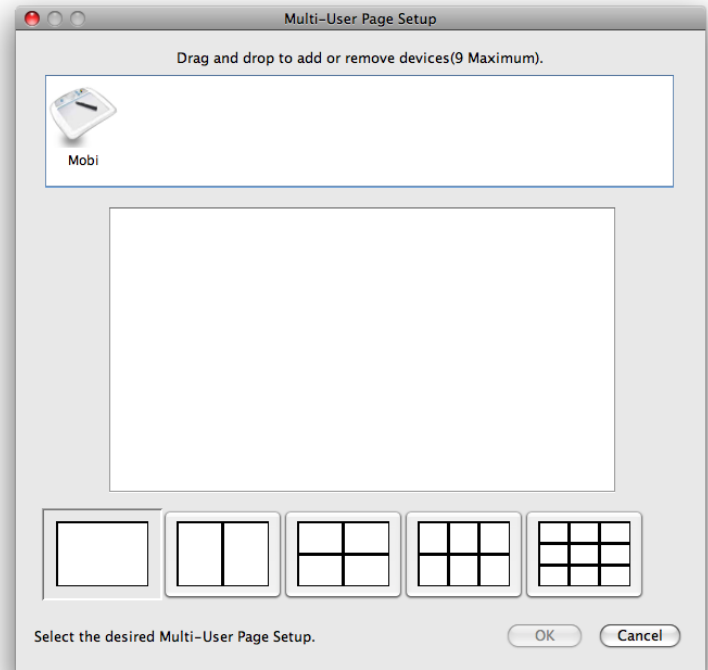 Multi-User Page Setup
Drag and drop to add or remove devices(9 Maximum).
Mobi
Select the desired Multi-User Page Setup.
OK
Cancel